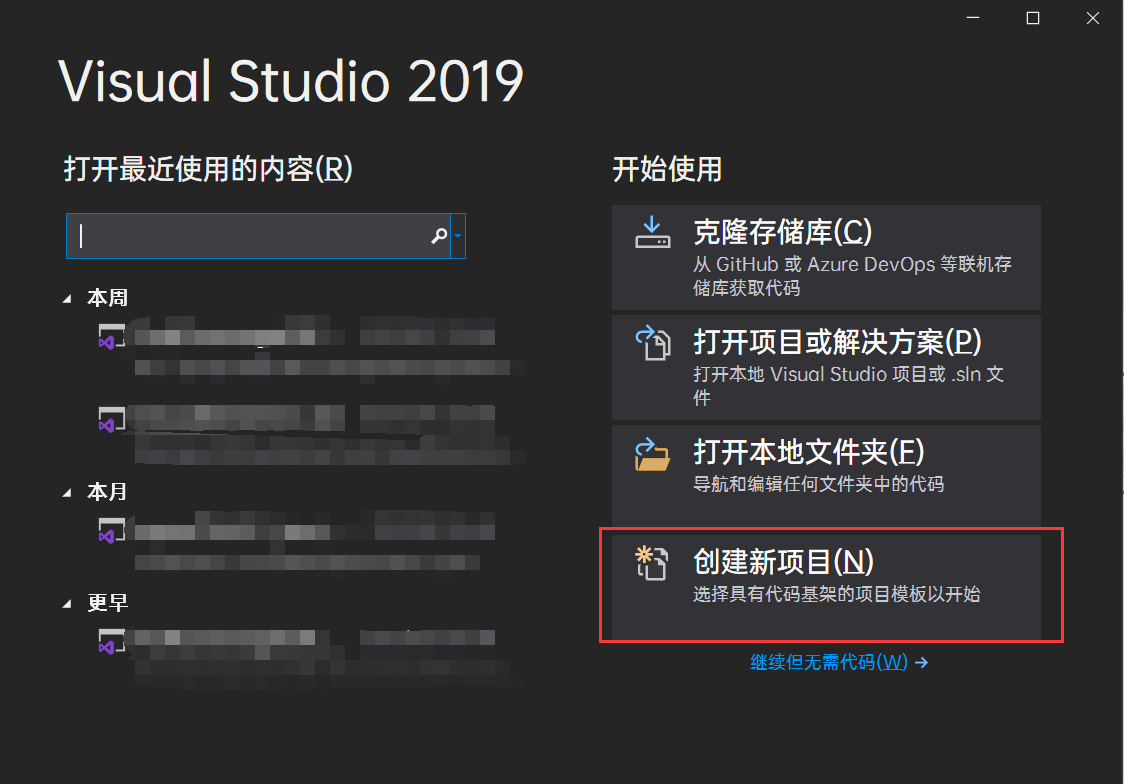 Visual Studio 2019
打开最近使用的内容(R)
本周
本月
更早
开始使用
克隆存储库(C)
从 GitHub 或 Azure DevOps 等联机存
储库获取代码
打开项目或解决方案(P)
打开本地 Visual Studio 项目或 .sln 文
件
打开本地文件夹(E)
导航和编辑任何文件夹中的代码
创建新项目(N)
选择具有代码基架的项目模板以开始
继续但无需代码(W) →